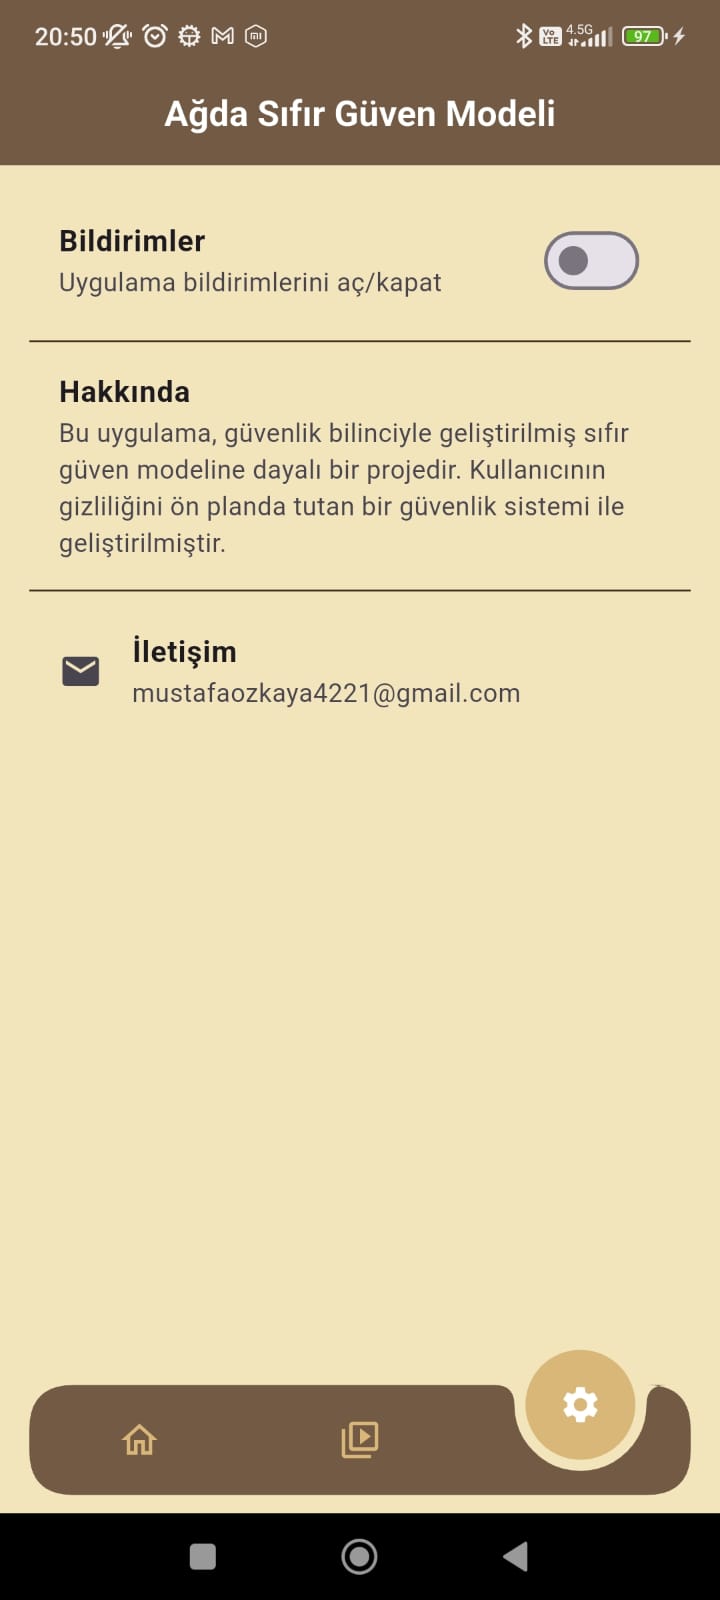 20:50
Vo LTE
4.5G
97
Ağda Sıfır Güven Modeli
Bildirimler
Uygulama bildirimlerini aç/kapat
Hakkında
Bu uygulama, güvenlik bilinciyle geliştirilmiş sıfır
güven modeline dayalı bir projedir. Kullanıcının
gizliliğini ön planda tutan bir güvenlik sistemi ile
geliştirilmiştir.
İletişim
mustafaozkaya4221@gmail.com